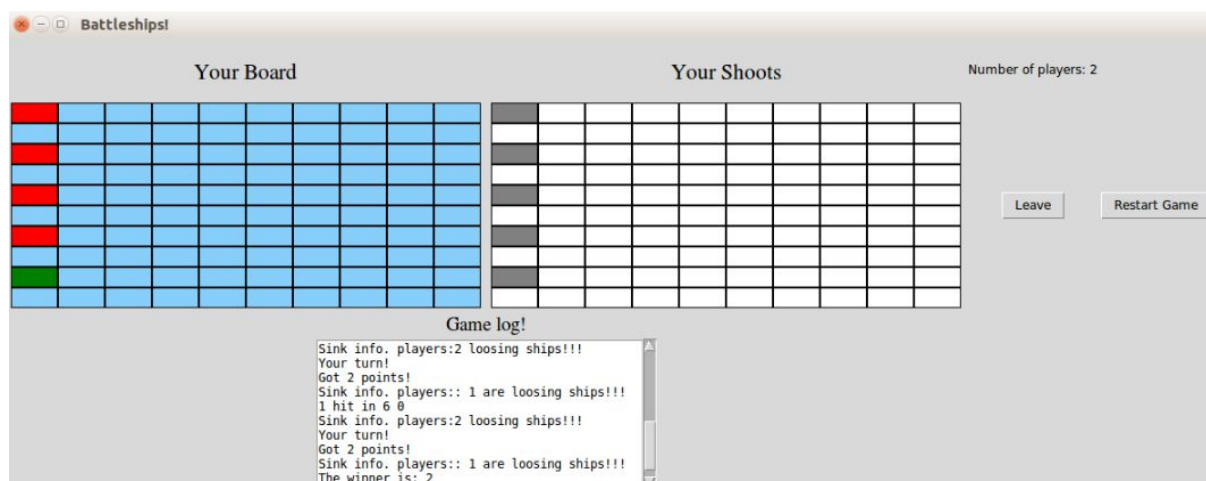 Battleships!
Your Board
Your Shoots
Number of players: 2
Leave
Restart Game
Game log!
Sink info. players:2 loosing ships!!!
Your turn!
Got 2 points!
Sink info. players:: 1 are loosing ships!!!
1 hit in 6 0
Sink info. players:2 loosing ships!!!
Your turn!
Got 2 points!
Sink info. players:: 1 are loosing ships!!!
The winner is: 2